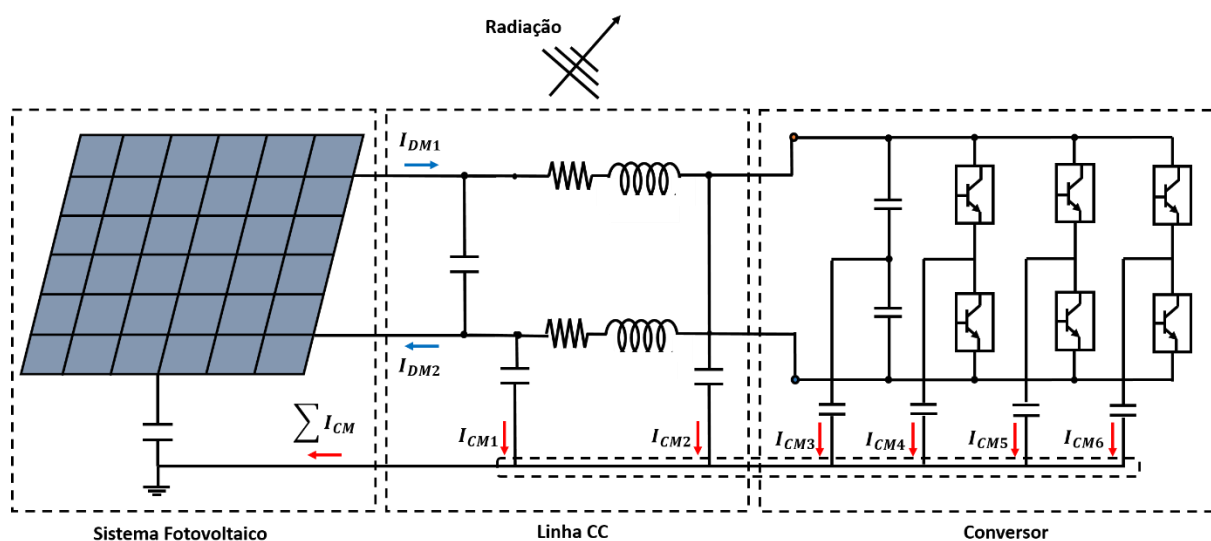 Radiação
I_DM1
I_DM2
∑ I_CM
I_CM1
I_CM2
I_CM3
I_CM4
I_CM5
I_CM6
Sistema Fotovoltaico
Linha CC
Conversor